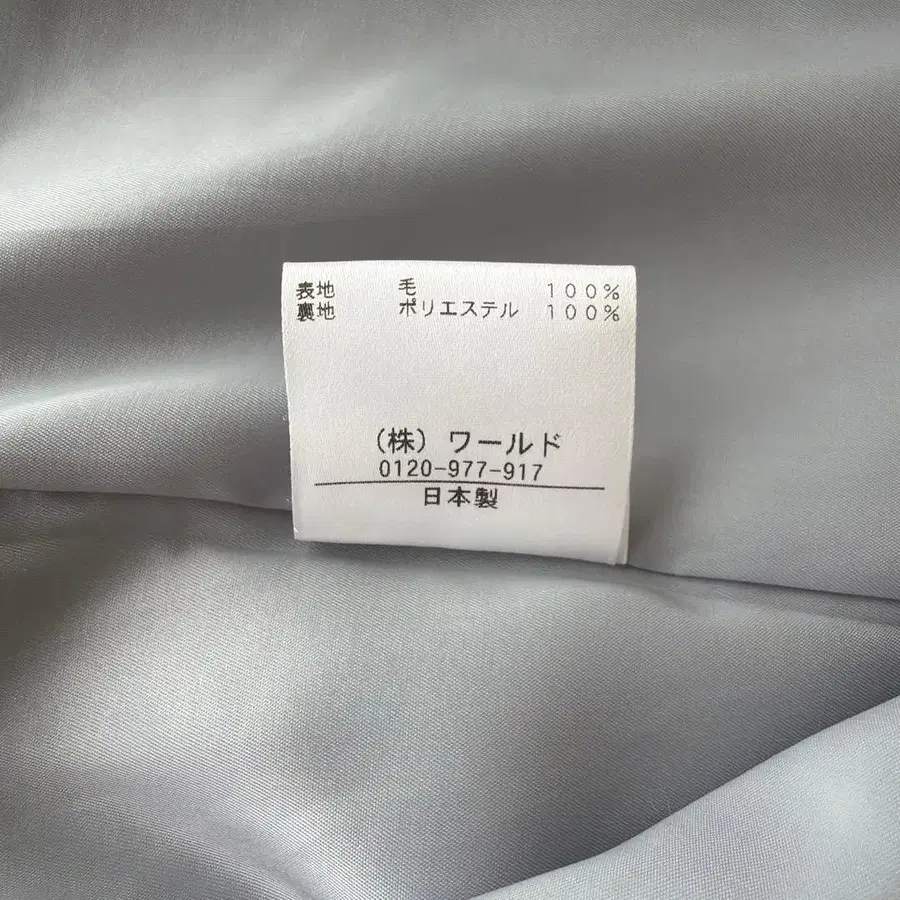 表地 毛 100%
裏地 ポリエステル 100%
(株) ワールド
0120-977-917
日本製